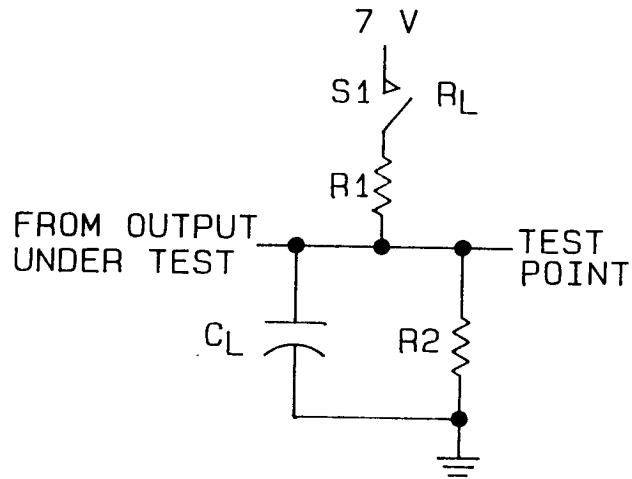 7 V
S1
RL
R1
FROM OUTPUT
UNDER TEST
TEST
POINT
CL
R2